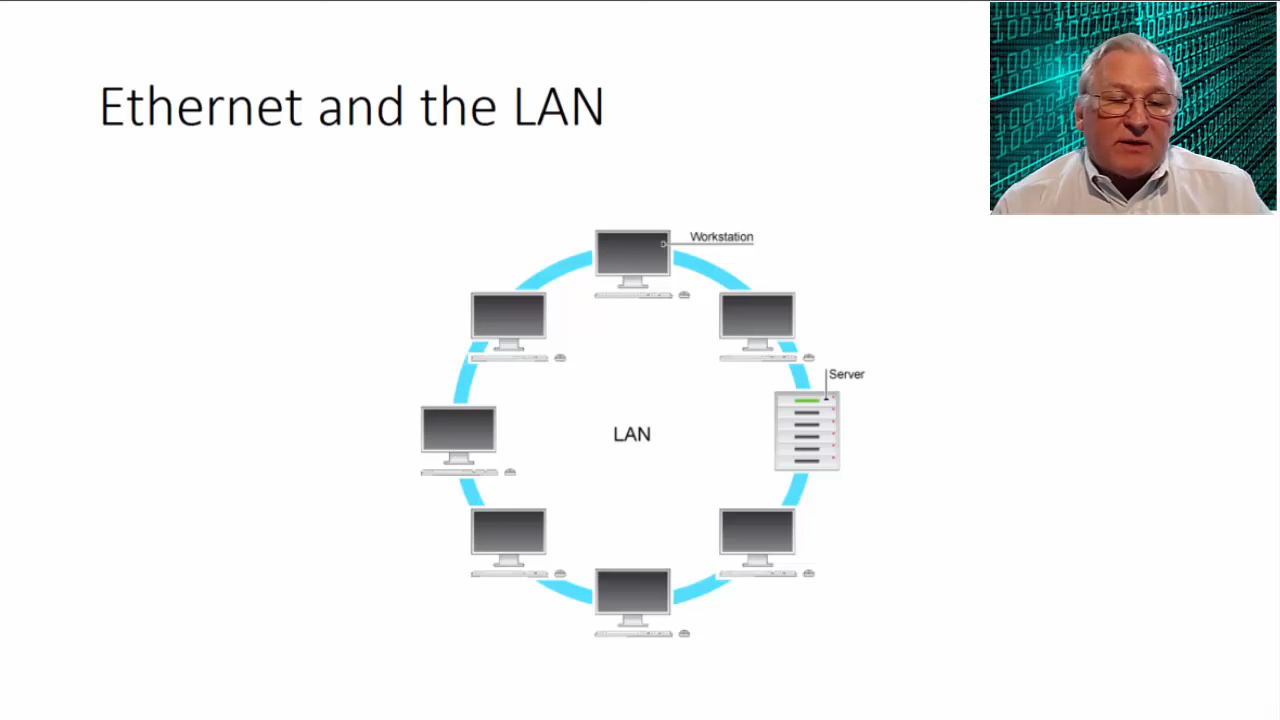 Ethernet and the LAN
Workstation
Server
LAN